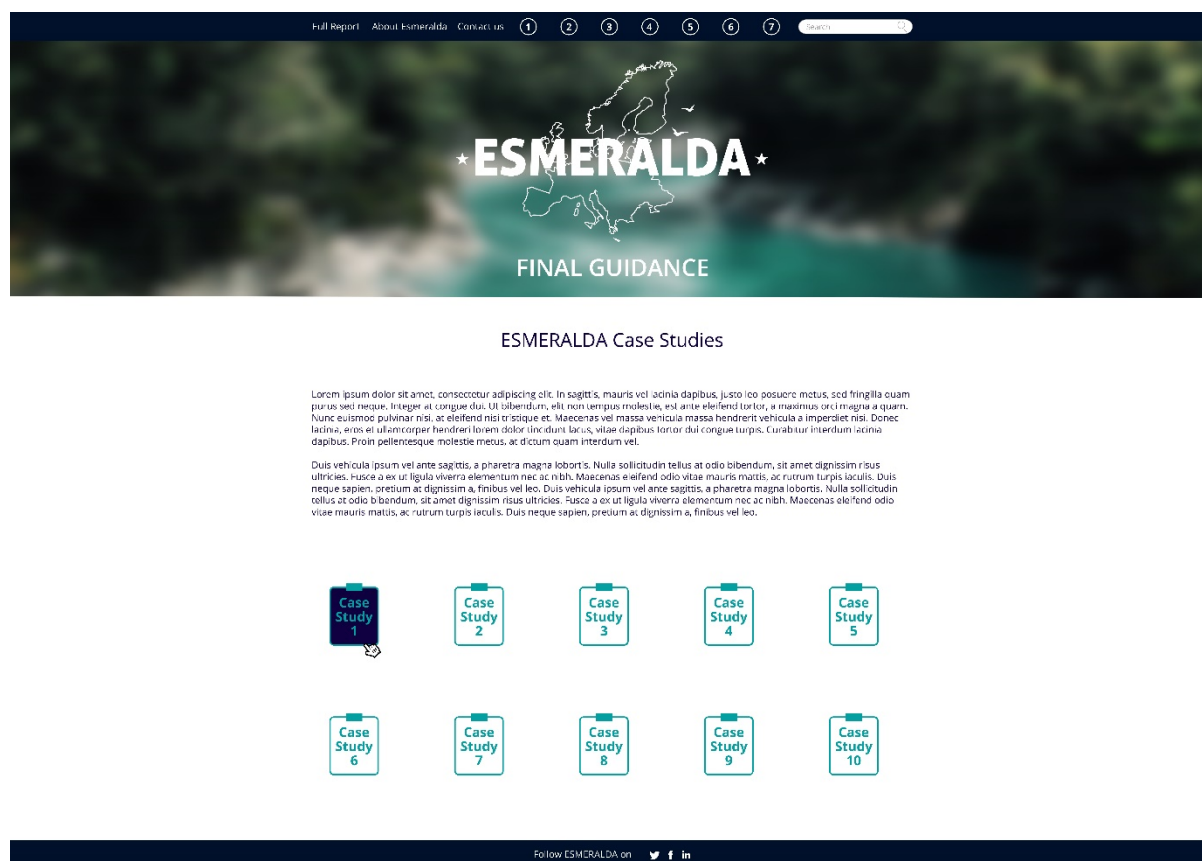 Full Report About Esmeralda Contact us 1 2 3 4 5 6 7 Search
ESMERALDA
FINAL GUIDANCE
ESMERALDA Case Studies
Lorem ipsum dolor sit amet, consectetur adipiscing elit. In sagittis, mauris vel lacinia dapibus, justo leo posuere metus, sed fringilla quam
purus sed neque. Integer at congue dui. Ut bibendum, elit non tempus molestie, est ante eleifend tortor, a maximus orci magna a quam.
Nunc euismod pulvinar nisi, at eleifend nisi tristique et. Maecenas vel massa vehicula massa hendrerit vehicula a imperdiet nisi. Donec
lacinia, eros et ullamcorper hendreri lorem dolor tincidunt lacus, vitae dapibus tortor dui congue turpis. Curabitur interdum lacinia
dapibus. Proin pellentesque molestie metus, at dictum quam interdum vel.
Duis vehicula ipsum vel ante sagittis, a pharetra magna lobortis. Nulla sollicitudin tellus at odio bibendum, sit amet dignissim risus
ultricies. Fusce a ex ut ligula viverra elementum nec ac nibh. Maecenas eleifend odio vitae mauris mattis, ac rutrum turpis iaculis. Duis
neque sapien, pretium at dignissim a, finibus vel leo. Duis vehicula ipsum vel ante sagittis, a pharetra magna lobortis. Nulla sollicitudin
tellus at odio bibendum, sit amet dignissim risus ultricies. Fusce a ex ut ligula viverra elementum nec ac nibh. Maecenas eleifend odio
vitae mauris mattis, ac rutrum turpis iaculis. Duis neque sapien, pretium at dignissim a, finibus vel leo.
Case Case Case Case Case
Study Study Study Study Study
1 2 3 4 5
Case Case Case Case Case
Study Study Study Study Study
6 7 8 9 10
Follow ESMERALDA on